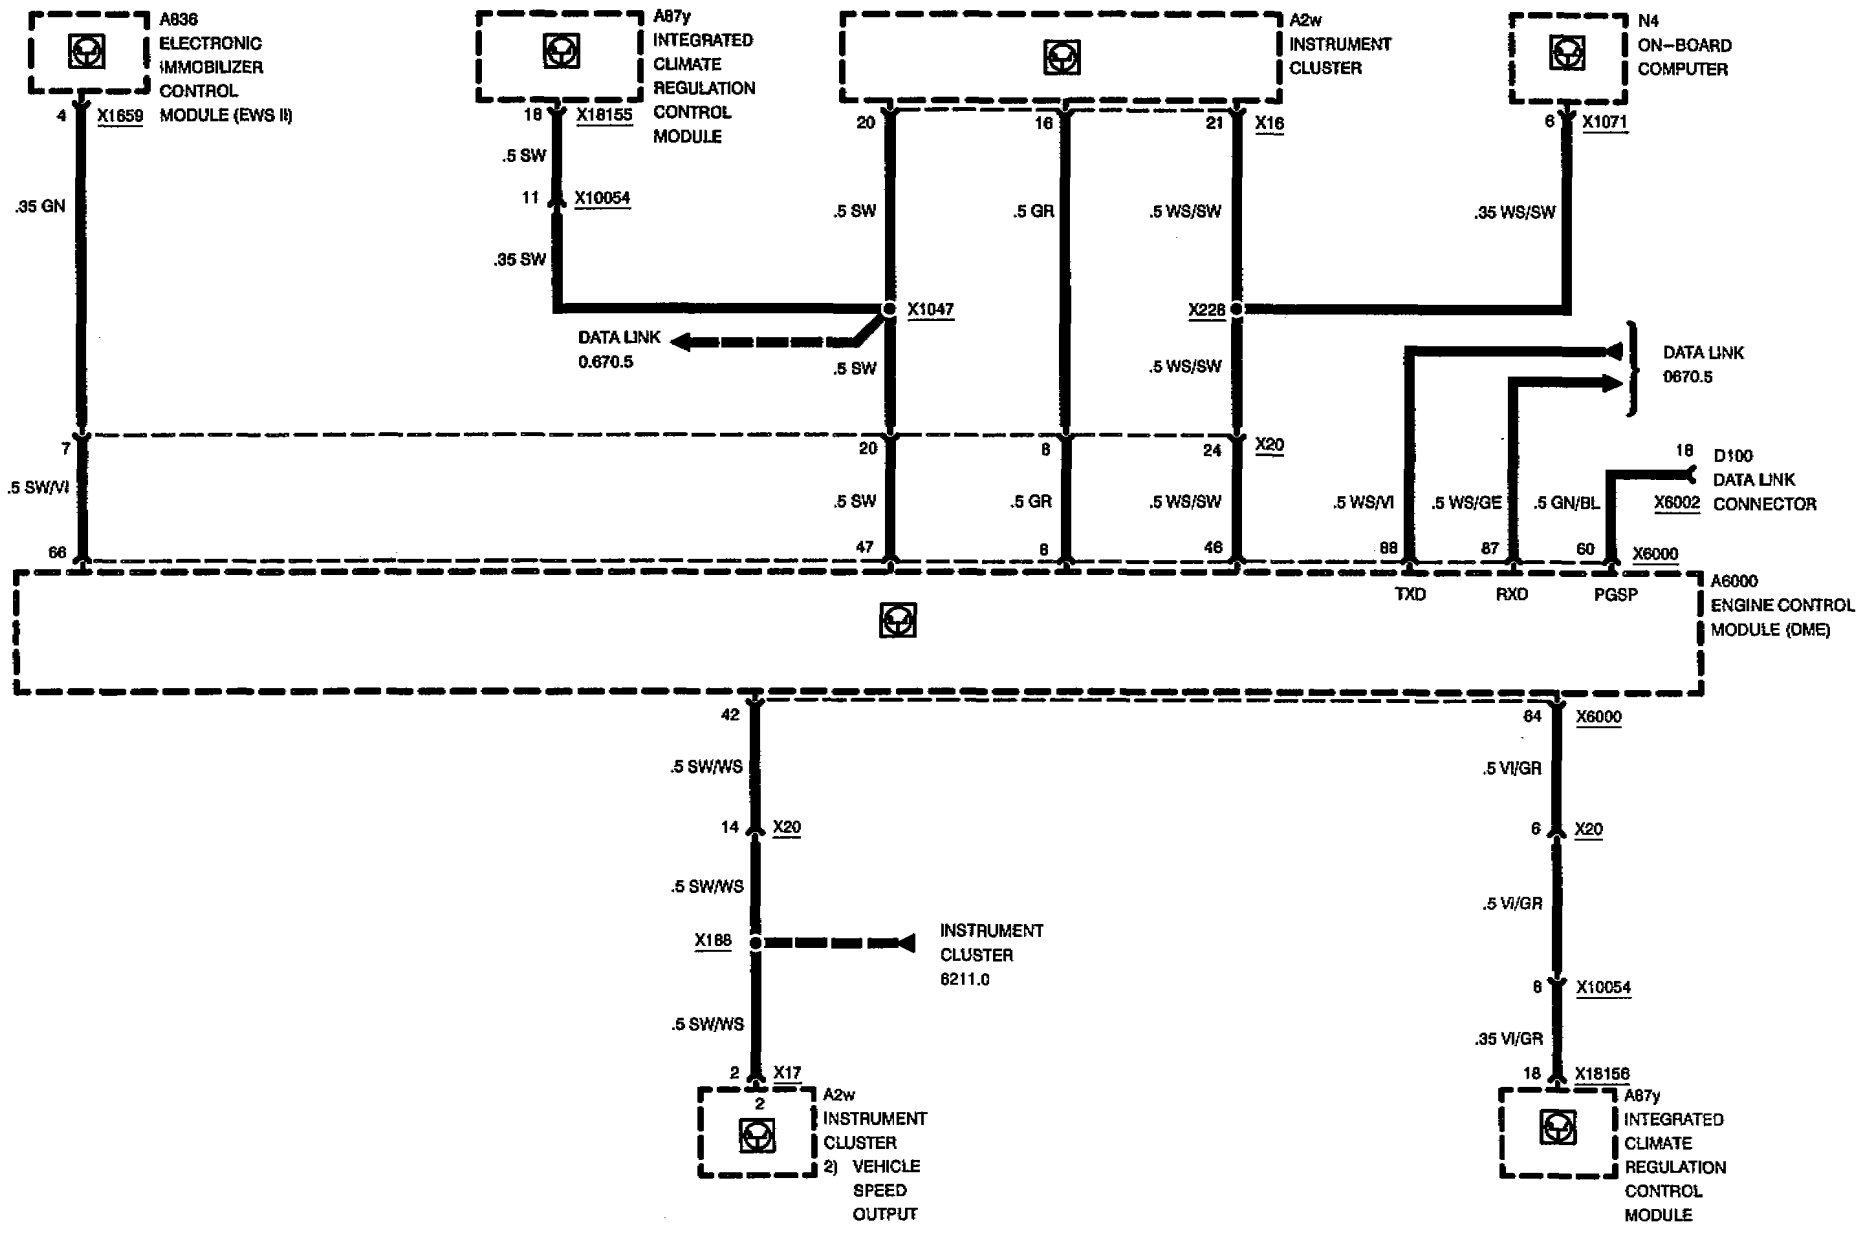 A836
ELECTRONIC
IMMOBILIZER
CONTROL
MODULE (EWS II)
4
X1659
A87y
INTEGRATED
CLIMATE
REGULATION
CONTROL
MODULE
18
X18155
A2w
INSTRUMENT
CLUSTER
20
16
21
X16
N4
ON-BOARD
COMPUTER
6
X1071
.5 SW
11
X10054
.35 GN
.35 SW
.5 SW
.5 GR
.5 WS/SW
.35 WS/SW
X1047
X228
DATA LINK
0.670.5
.5 SW
.5 WS/SW
DATA LINK
0670.5
7
20
8
24
X20
18
D100
DATA LINK
CONNECTOR
X6002
.5 SW/VI
.5 SW
.5 GR
.5 WS/SW
.5 WS/VI
.5 WS/GE
.5 GN/BL
66
47
8
46
88
87
60
X6000
TXD
RXD
PGSP
A6000
ENGINE CONTROL
MODULE (DME)
42
64
X6000
.5 SW/WS
.5 VI/GR
14
X20
6
X20
.5 SW/WS
.5 VI/GR
X188
INSTRUMENT
CLUSTER
6211.0
8
X10054
.5 SW/WS
.35 VI/GR
2
X17
18
X18156
2
A2w
INSTRUMENT
CLUSTER
2) VEHICLE
SPEED
OUTPUT
A87y
INTEGRATED
CLIMATE
REGULATION
CONTROL
MODULE